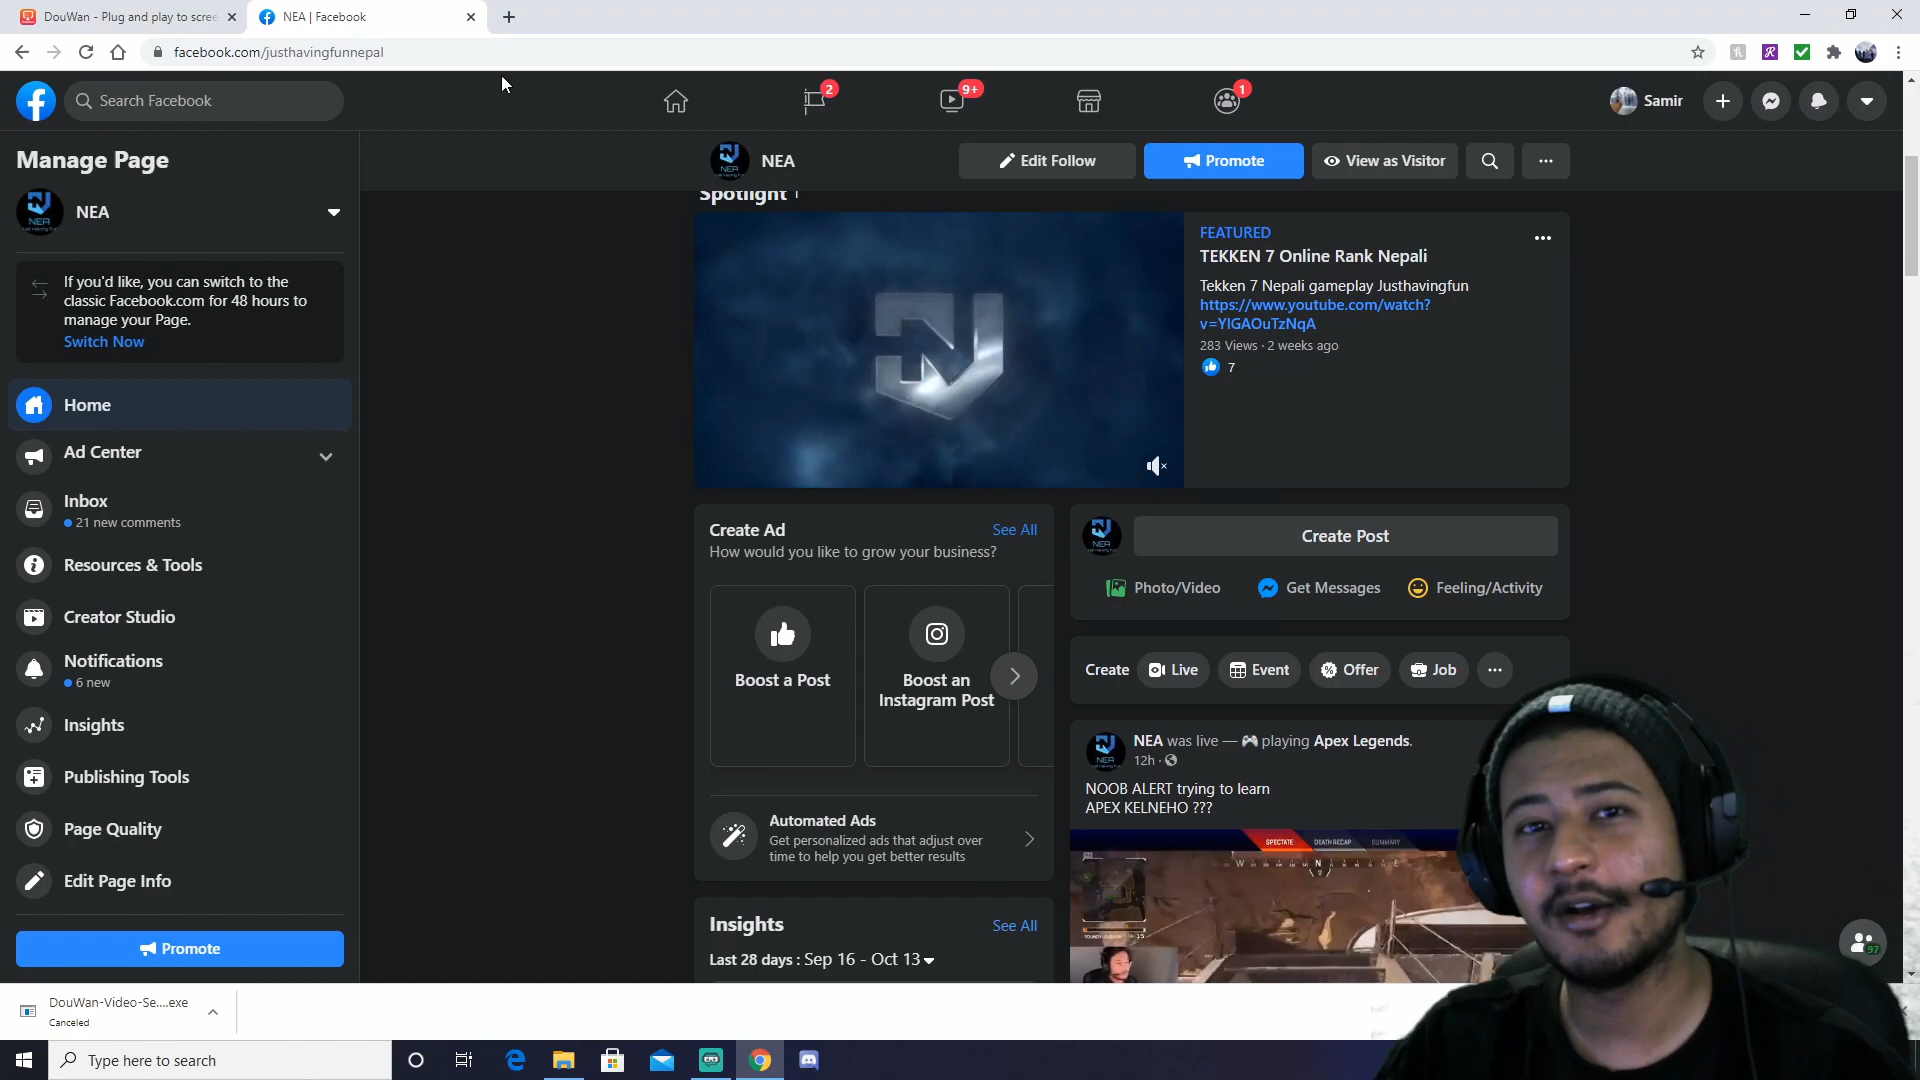 DouWan - Plug and play to scree
NEA | Facebook
facebook.com/justhavingfunnepal
Search Facebook
2
9+
1
Samir
Manage Page
NEA
Edit Follow
Promote
View as Visitor
NEA
If you'd like, you can switch to the
classic Facebook.com for 48 hours to
manage your Page.
Switch Now
Home
Ad Center
Inbox
21 new comments
Resources & Tools
Creator Studio
Notifications
6 new
Insights
Publishing Tools
Page Quality
Edit Page Info
Promote
Spotlight
FEATURED
TEKKEN 7 Online Rank Nepali
Tekken 7 Nepali gameplay Justhavingfun
https://www.youtube.com/watch?
v=YlGAOuTzNqA
283 Views · 2 weeks ago
7
Create Ad
See All
How would you like to grow your business?
Boost a Post
Boost an
Instagram Post
Automated Ads
Get personalized ads that adjust over
time to help you get better results
Insights
See All
Last 28 days : Sep 16 - Oct 13
Create Post
Photo/Video
Get Messages
Feeling/Activity
Create
Live
Event
Offer
Job
NEA was live — playing Apex Legends.
12h ·
NOOB ALERT trying to learn
APEX KELNEHO ???
SPECTATE
DEATH RECAP
SUMMARY
W
N
E
97
DouWan-Video-Se....exe
Canceled
Type here to search